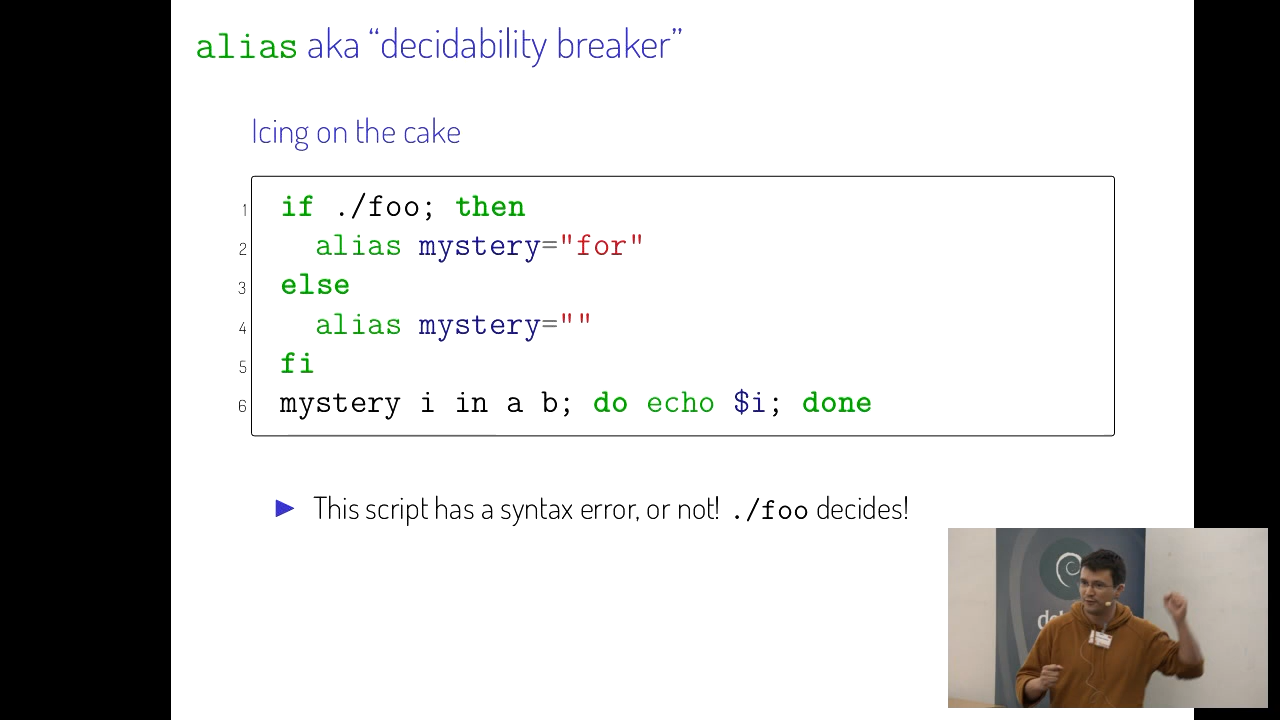 alias aka “decidability breaker”
Icing on the cake
1 if ./foo; then
2 alias mystery="for"
3 else
4 alias mystery=""
5 fi
6 mystery i in a b; do echo $i; done
▶ This script has a syntax error, or not! ./foo decides!